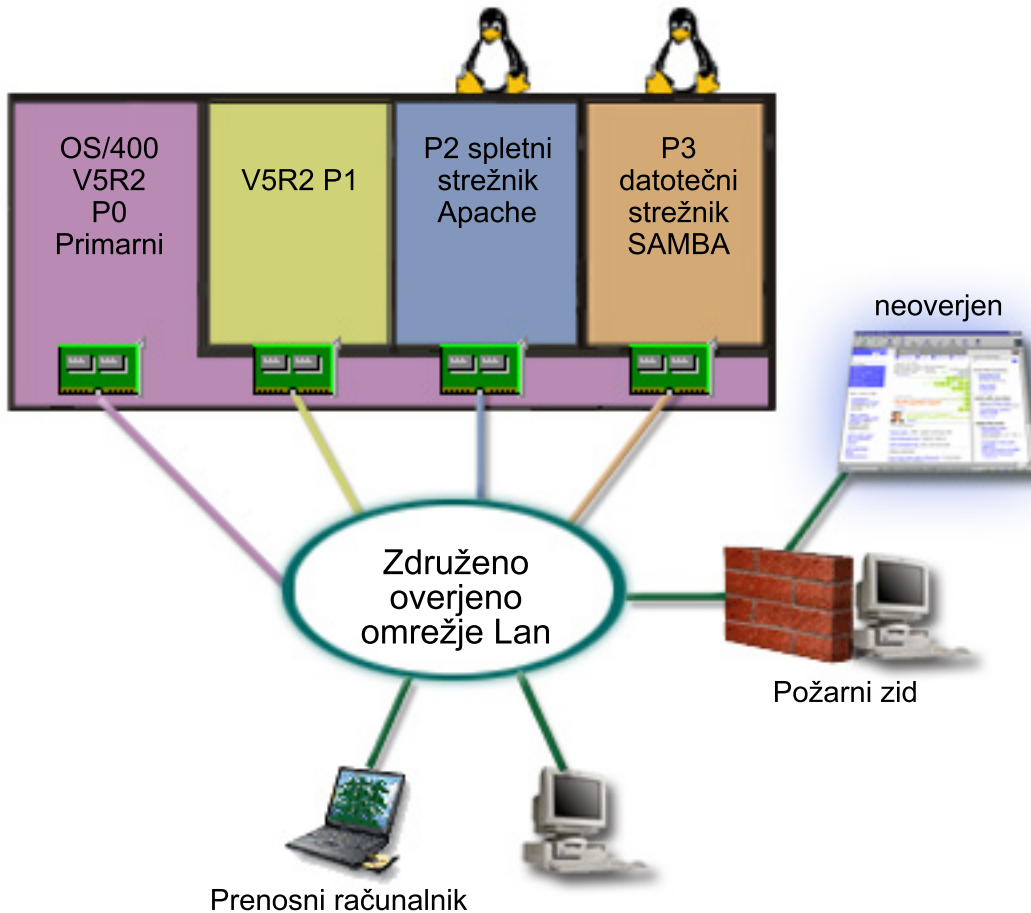 OS/400
V5R2
P0
Primarni
V5R2 P1
P2 spletni
strežnik
Apache
P3
datotečni
strežnik
SAMBA
neoverjen
Združeno
overjeno
omrežje Lan
Požarni zid
Prenosni računalnik